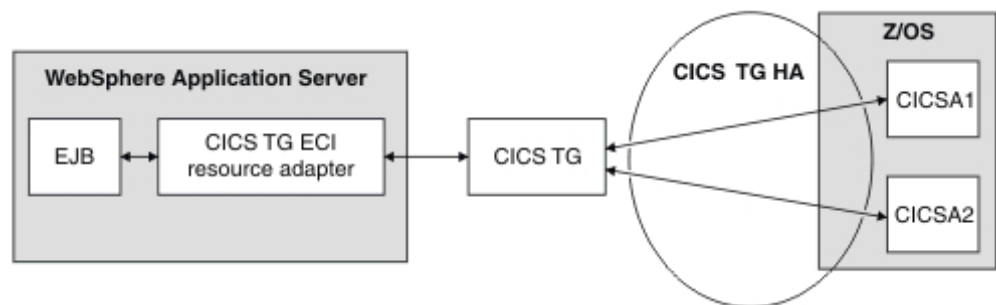 WebSphere Application Server
EJB
CICS TG ECI
resource adapter
CICS TG
CICS TG HA
Z/OS
CICSA1
CICSA2